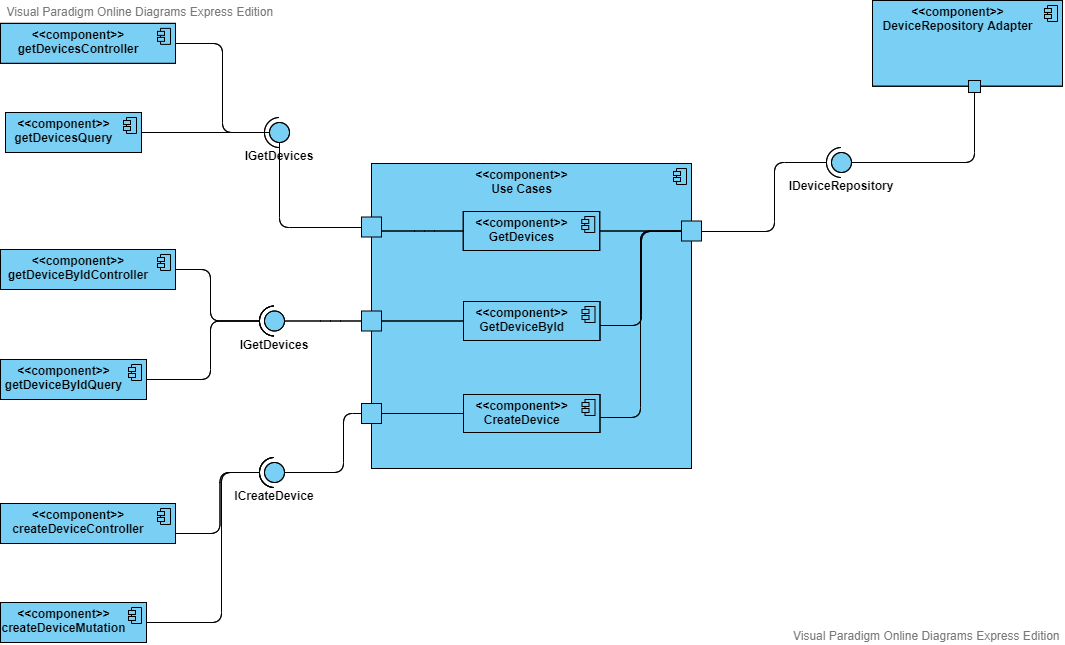 Visual Paradigm Online Diagrams Express Edition
<<component>>
getDevicesController
<<component>>
DeviceRepository Adapter
<<component>>
getDevicesQuery
IGetDevices
IDeviceRepository
<<component>>
Use Cases
<<component>>
GetDevices
<<component>>
getDeviceByIdController
<<component>>
GetDeviceById
IGetDevices
<<component>>
getDeviceByIdQuery
<<component>>
CreateDevice
ICreateDevice
<<component>>
createDeviceController
<<component>>
createDeviceMutation
Visual Paradigm Online Diagrams Express Edition